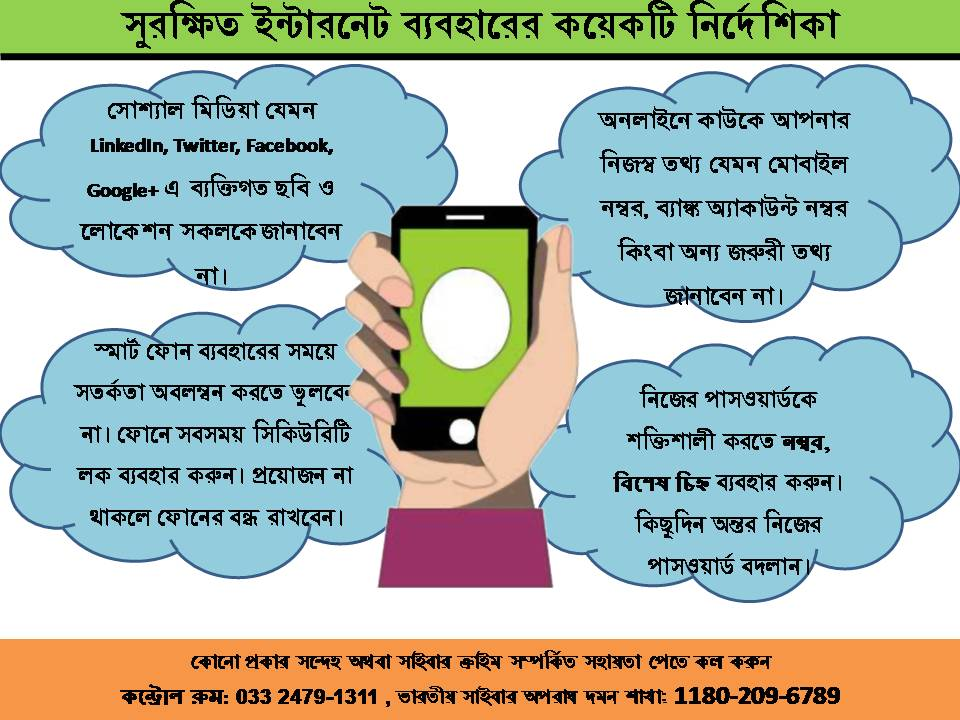 সুরক্ষিত ইন্টারনেট ব্যবহারের কয়েকটি নির্দেশিকা
সোশ্যাল মিডিয়া যেমন
LinkedIn, Twitter, Facebook,
Google+ এ ব্যক্তিগত ছবি ও
লোকেশন সকলকে জানাবেন
না।
অনলাইনে কাউকে আপনার
নিজস্ব তথ্য যেমন মোবাইল
নম্বর, ব্যাঙ্ক অ্যাকাউন্ট নম্বর
কিংবা অন্য জরুরী তথ্য
জানাবেন না।
স্মার্ট ফোন ব্যবহারের সময়ে
সতর্কতা অবলম্বন করতে ভূলবেন
না। ফোনে সবসময় সিকিউরিটি
লক ব্যবহার করুন। প্রয়োজন না
থাকলে ফোনের বন্ধ রাখবেন।
নিজের পাসওয়ার্ডকে
শক্তিশালী করতে নম্বর,
বিশেষ চিহ্ন ব্যবহার করুন।
কিছূদিন অন্তর নিজের
পাসওয়ার্ড বদলান।
কোনো প্রকার সন্দেহ অথবা সাইবার ক্রাইম সম্পর্কিত সহায়তা পেতে কল করুন
কন্ট্রোল রুম: 033 2479-1311 , ভারতীয় সাইবার অপরাধ দমন শাখা: 1180-209-6789